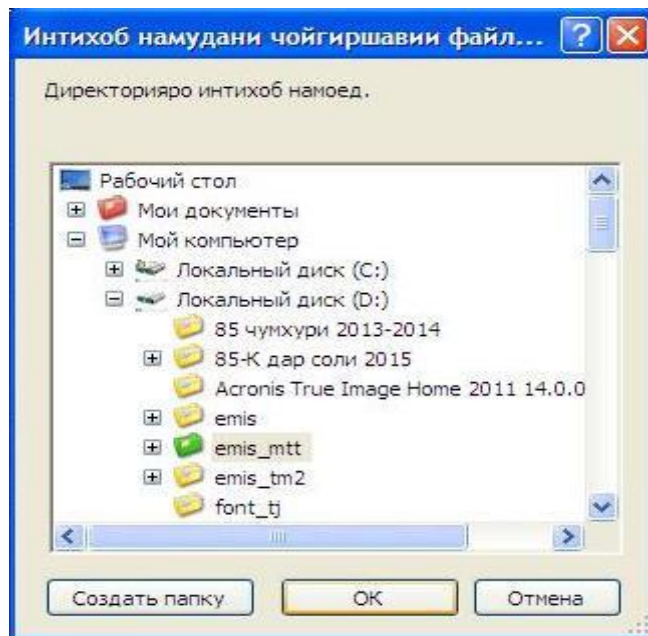 Интихоб намудани чойгиршавии файл...
Директорияро интихоб намоед.
Рабочий стол
Мои документы
Мой компьютер
Локальный диск (C:)
Локальный диск (D:)
85 чумхури 2013-2014
85-К дар соли 2015
Acronis True Image Home 2011 14.0.0
emis
emis_mtt
emis_tm2
font_tj
Создать папку ОК Отмена